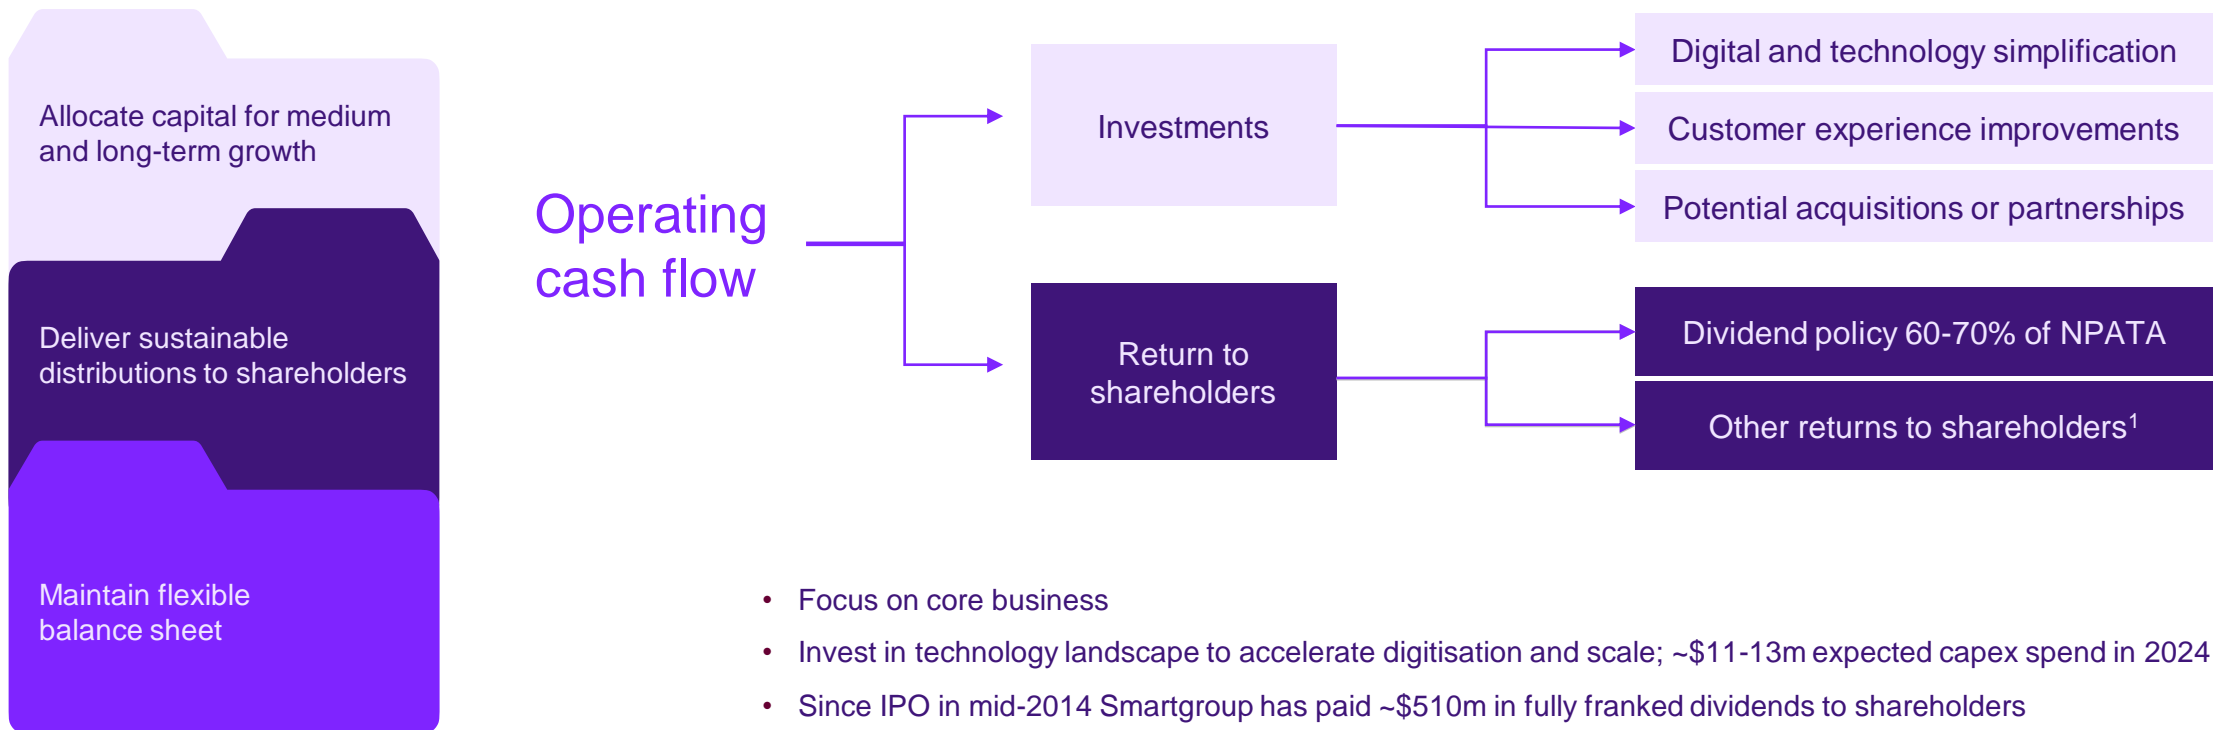 Allocate capital for medium
and long-term growth
Deliver sustainable
distributions to shareholders
Maintain flexible
balance sheet
Operating
cash flow
Investments
Return to
shareholders
Digital and technology simplification
Customer experience improvements
Potential acquisitions or partnerships
Dividend policy 60-70% of NPATA
Other returns to shareholders¹
• Focus on core business
• Invest in technology landscape to accelerate digitisation and scale; ~$11-13m expected capex spend in 2024
• Since IPO in mid-2014 Smartgroup has paid ~$510m in fully franked dividends to shareholders